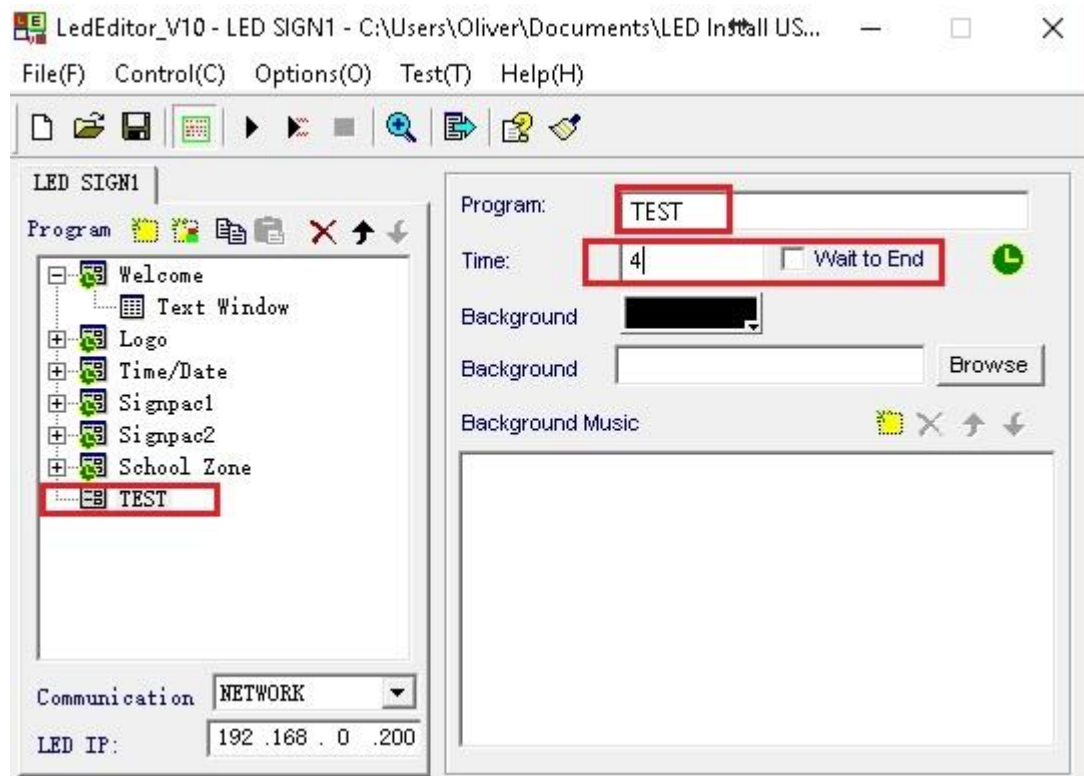 LedEditor_V10 - LED SIGN1 - C:\Users\Oliver\Documents\LED Install US...
File(F) Control(C) Options(O) Test(T) Help(H)
LED SIGN1
Program
Welcome
Text Window
Logo
Time/Date
Signpac1
Signpac2
School Zone
TEST
Communication NETWORK
LED IP: 192 .168 . 0 .200
Program: TEST
Time: 4 Wait to End
Background
Background Browse
Background Music